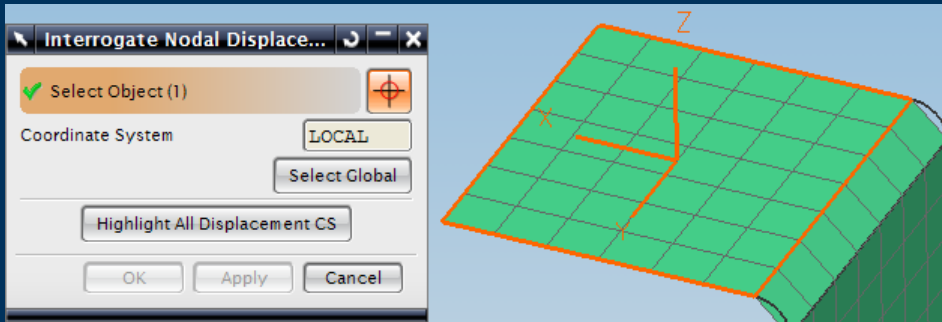 Interrogate Nodal Displace...
Select Object (1)
Coordinate System
LOCAL
Select Global
Highlight All Displacement CS
OK
Apply
Cancel
Z
X
Y